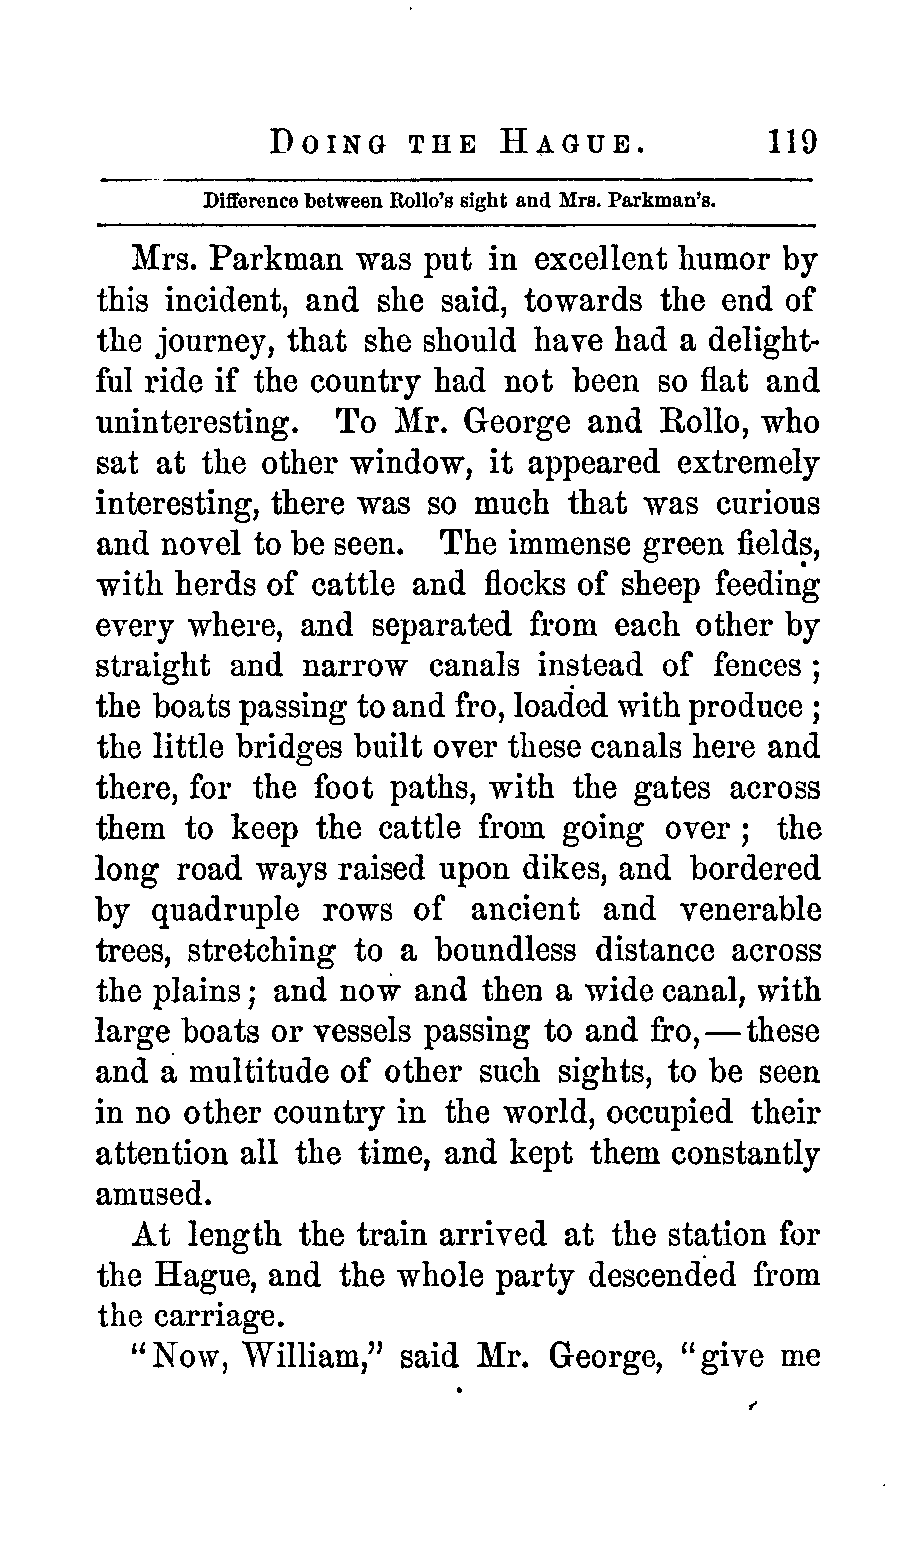 DOING THE HAGUE. 119
Difference between Rollo's sight and Mrs. Parkman's.
Mrs. Parkman was put in excellent humor by
this incident, and she said, towards the end of
the journey, that she should have had a delight-
ful ride if the country had not been so flat and
uninteresting. To Mr. George and Rollo, who
sat at the other window, it appeared extremely
interesting, there was so much that was curious
and novel to be seen. The immense green fields,
with herds of cattle and flocks of sheep feeding
every where, and separated from each other by
straight and narrow canals instead of fences ;
the boats passing to and fro, loaded with produce ;
the little bridges built over these canals here and
there, for the foot paths, with the gates across
them to keep the cattle from going over ; the
long road ways raised upon dikes, and bordered
by quadruple rows of ancient and venerable
trees, stretching to a boundless distance across
the plains ; and now and then a wide canal, with
large boats or vessels passing to and fro, — these
and a multitude of other such sights, to be seen
in no other country in the world, occupied their
attention all the time, and kept them constantly
amused.
At length the train arrived at the station for
the Hague, and the whole party descended from
the carriage.
"Now, William," said Mr. George, "give me